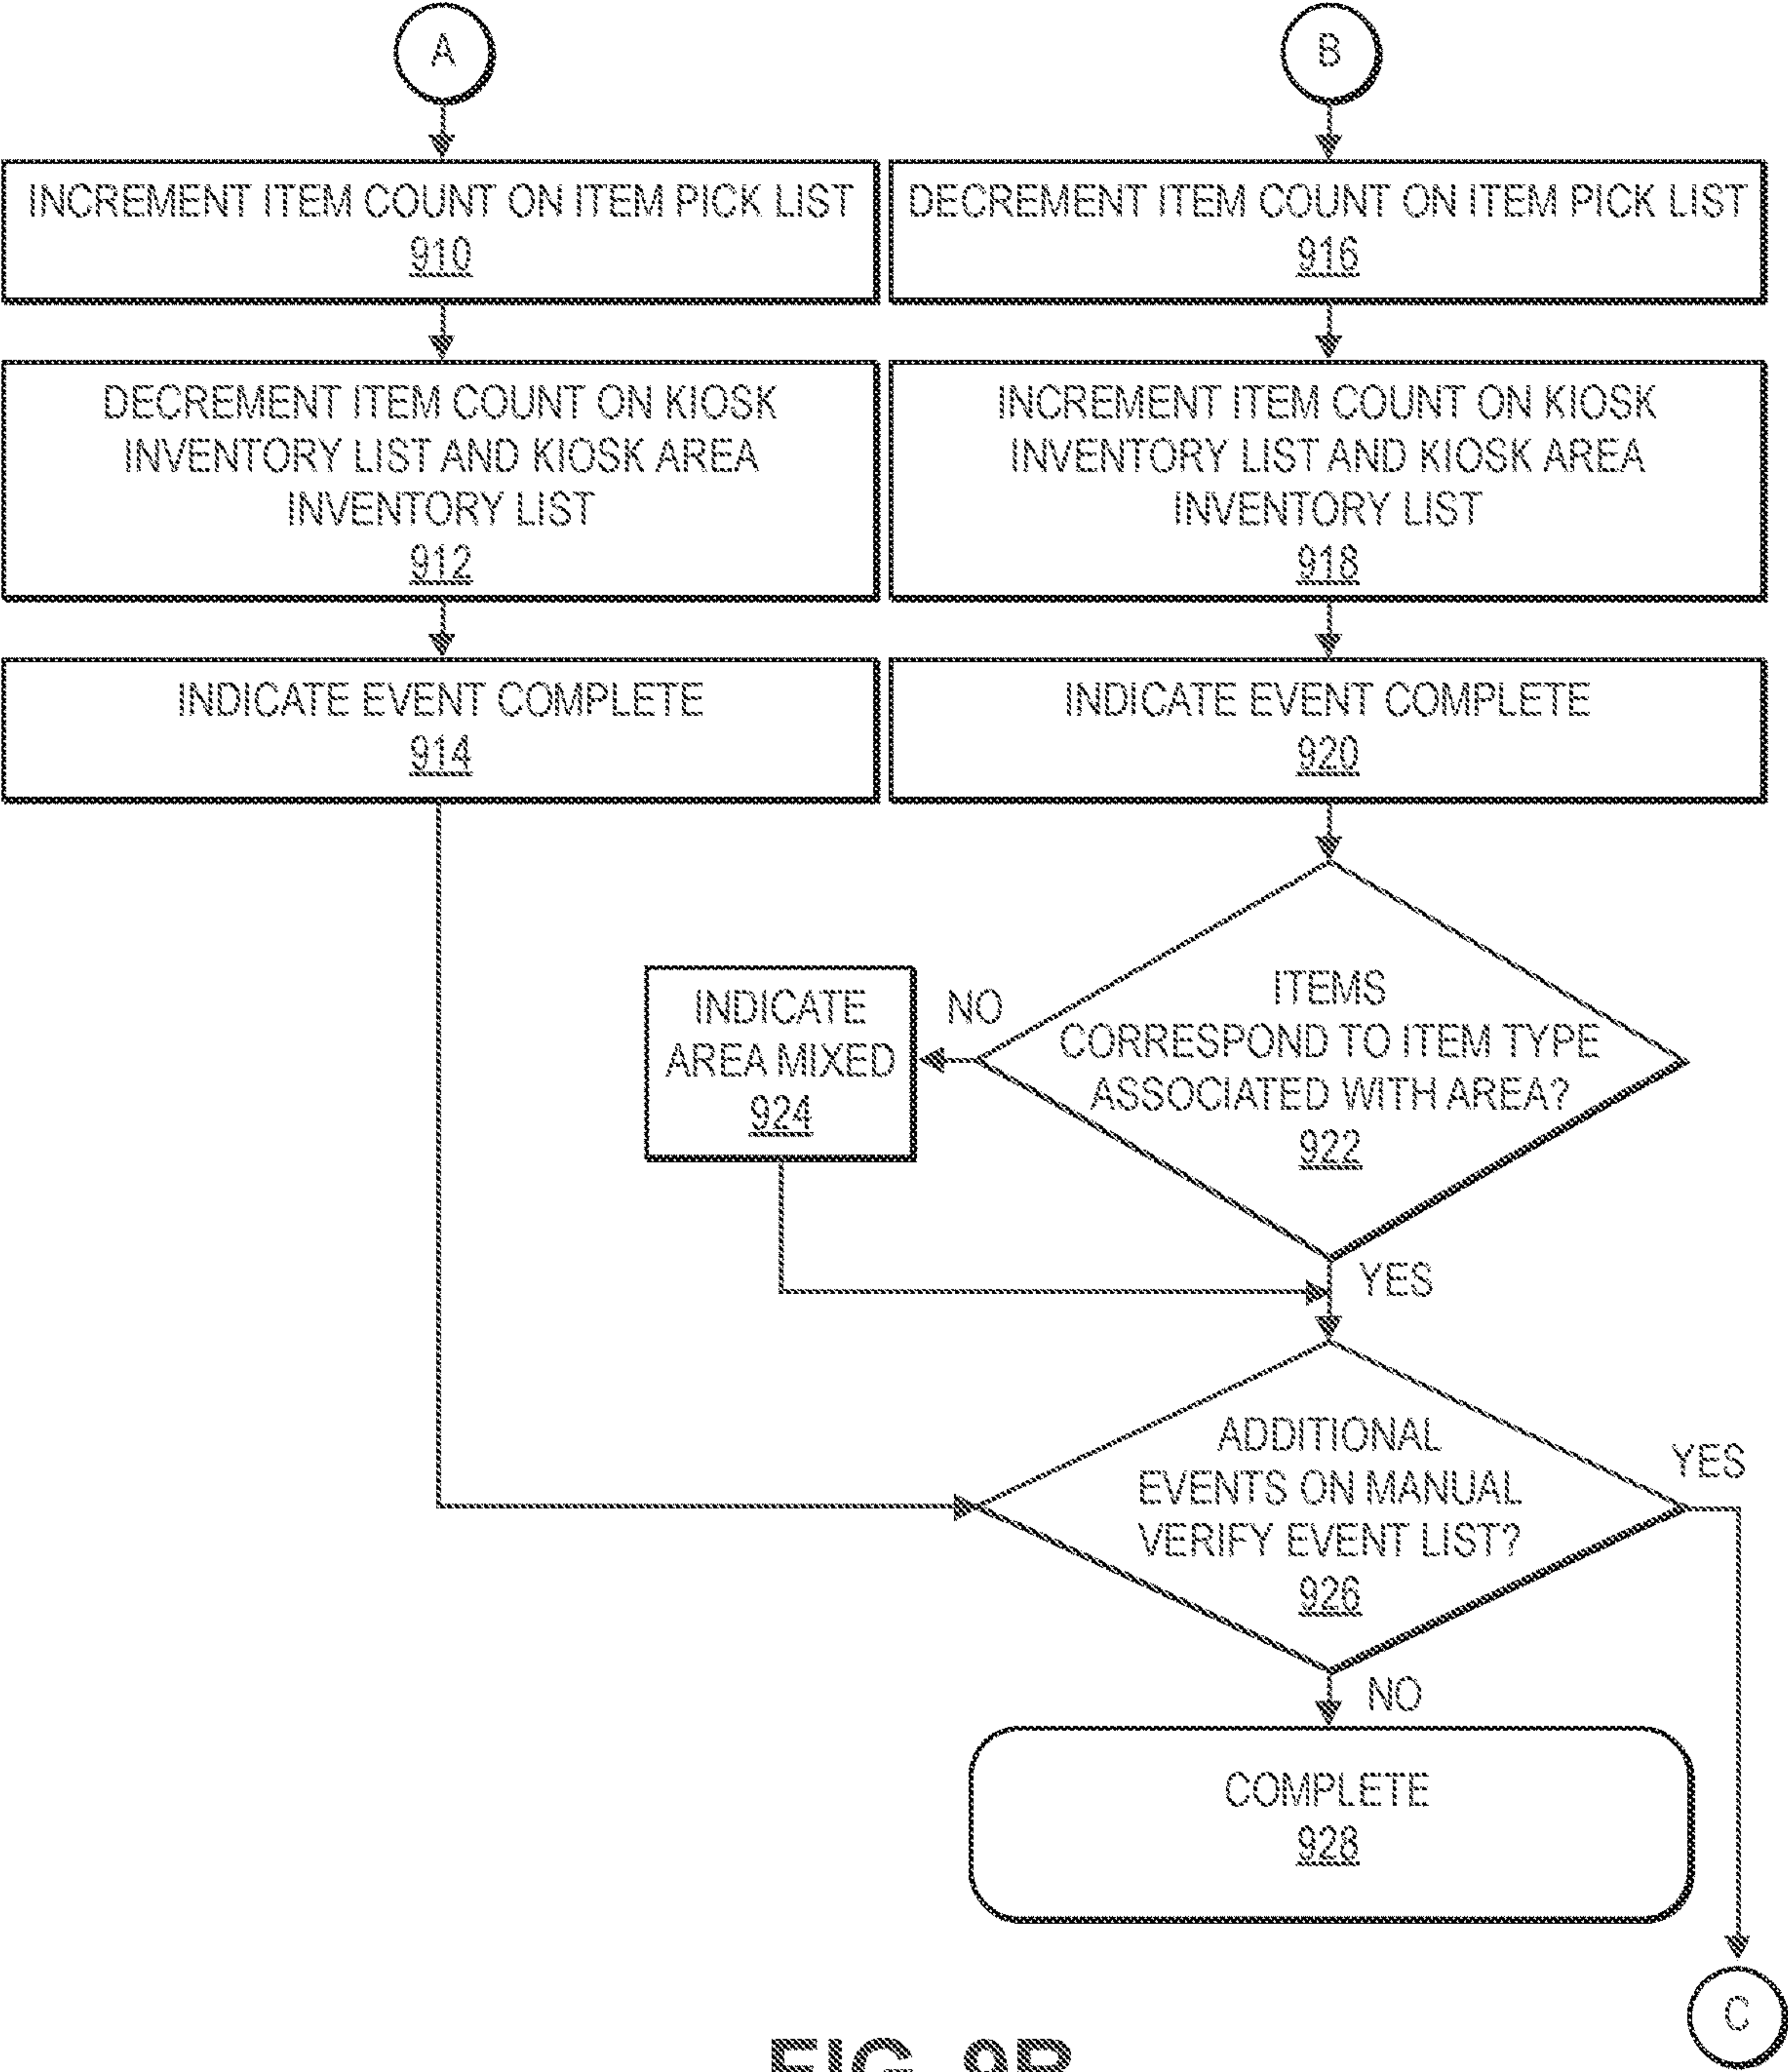 A
B
INCREMENT ITEM COUNT ON ITEM PICK LIST
910
DECREMENT ITEM COUNT ON ITEM PICK LIST
916
DECREMENT ITEM COUNT ON KIOSK
INVENTORY LIST AND KIOSK AREA
INVENTORY LIST
912
INCREMENT ITEM COUNT ON KIOSK
INVENTORY LIST AND KIOSK AREA
INVENTORY LIST
918
INDICATE EVENT COMPLETE
914
INDICATE EVENT COMPLETE
920
INDICATE
AREA MIXED
924
NO
ITEMS
CORRESPOND TO ITEM TYPE
ASSOCIATED WITH AREA?
922
YES
ADDITIONAL
EVENTS ON MANUAL
VERIFY EVENT LIST?
926
YES
NO
COMPLETE
928
C
FIG. 9B